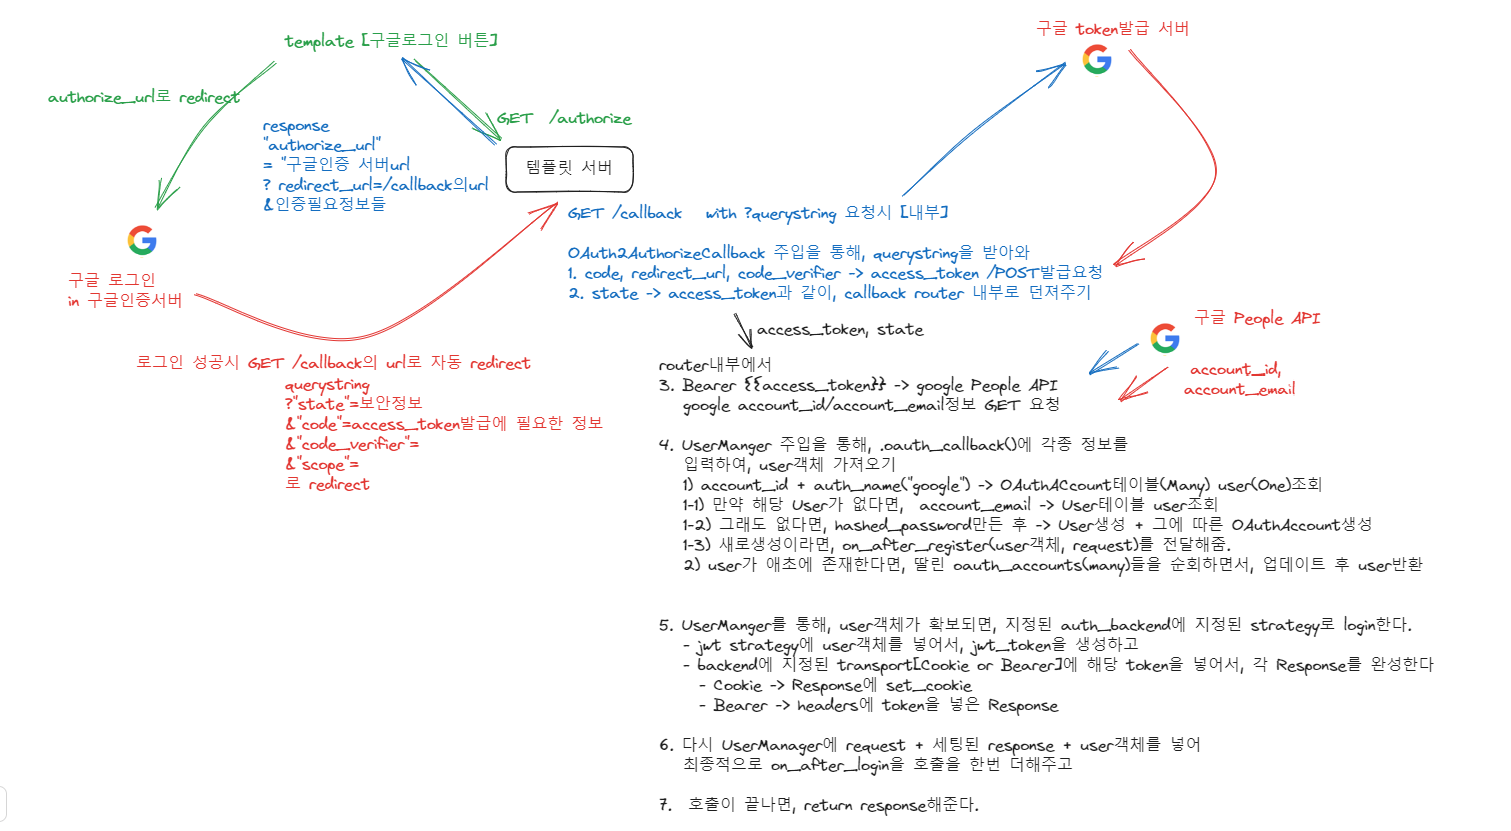 template [구글로그인 버튼]
authorize_url로 redirect
response
"authorize_url"
= "구글인증 서버url
? redirect_url=/callback의url
&인증필요정보들
GET /authorize
템플릿 서버
구글 로그인
in 구글인증서버
로그인 성공시 GET /callback의 url로 자동 redirect
querystring
?"state"=보안정보
&"code"=access_token발급에 필요한 정보
&"code_verifier"=
&"scope"=
로 redirect
구글 token발급 서버
GET /callback with ?querystring 요청시 [내부]
OAuth2AuthorizeCallback 주입을 통해, querystring을 받아와
1. code, redirect_url, code_verifier -> access_token /POST발급요청
2. state -> access_token과 같이, callback router 내부로 던져주기
access_token, state
구글 People API
account_id,
account_email
router내부에서
3. Bearer {{access_token}} -> google People API
google account_id/account_email정보 GET 요청
4. UserManger 주입을 통해, .oauth_callback()에 각종 정보를
입력하여, user객체 가져오기
1) account_id + auth_name("google") -> OAuthACcount테이블(Many) user(One)조회
1-1) 만약 해당 User가 없다면, account_email -> User테이블 user조회
1-2) 그래도 없다면, hashed_password만든 후 -> User생성 + 그에 따른 OAuthAccount생성
1-3) 새로생성이라면, on_after_register(user객체, request)를 전달해줌.
2) user가 애초에 존재한다면, 딸린 oauth_accounts(many)들을 순회하면서, 업데이트 후 user반환
5. UserManger를 통해, user객체가 확보되면, 지정된 auth_backend에 지정된 strategy로 login한다.
- jwt strategy에 user객체를 넣어서, jwt_token을 생성하고
- backend에 지정된 transport[Cookie or Bearer]에 해당 token을 넣어서, 각 Response를 완성한다
- Cookie -> Response에 set_cookie
- Bearer -> headers에 token을 넣은 Response
6. 다시 UserManager에 request + 세팅된 response + user객체를 넣어
최종적으로 on_after_login을 호출을 한번 더해주고
7. 호출이 끝나면, return response해준다.